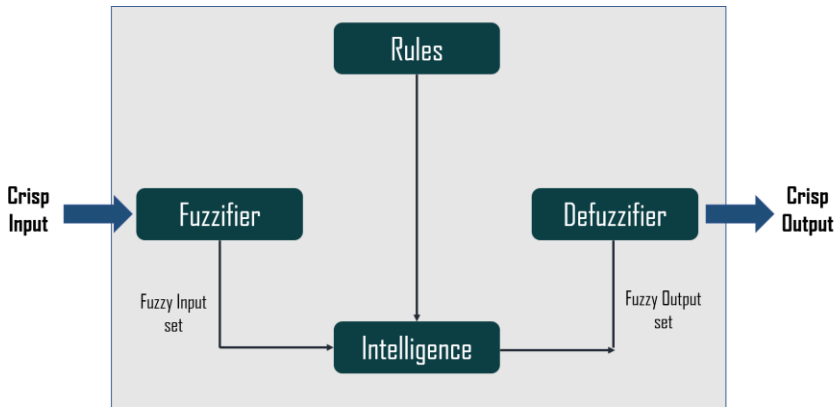 Rules
Crisp
Input
Fuzzifier
Defuzzifier
Crisp
Output
Fuzzy Input
set
Fuzzy Output
set
Intelligence